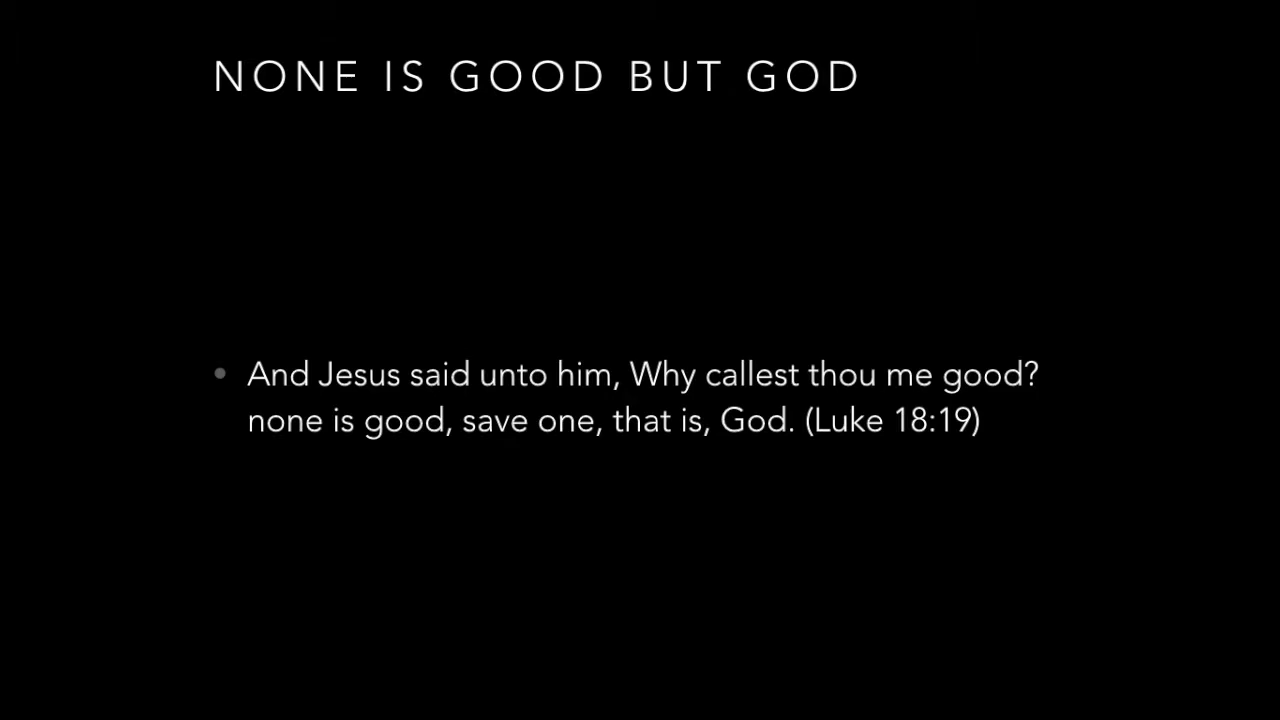 NONE IS GOOD BUT GOD
• And Jesus said unto him, Why callest thou me good?
none is good, save one, that is, God. (Luke 18:19)